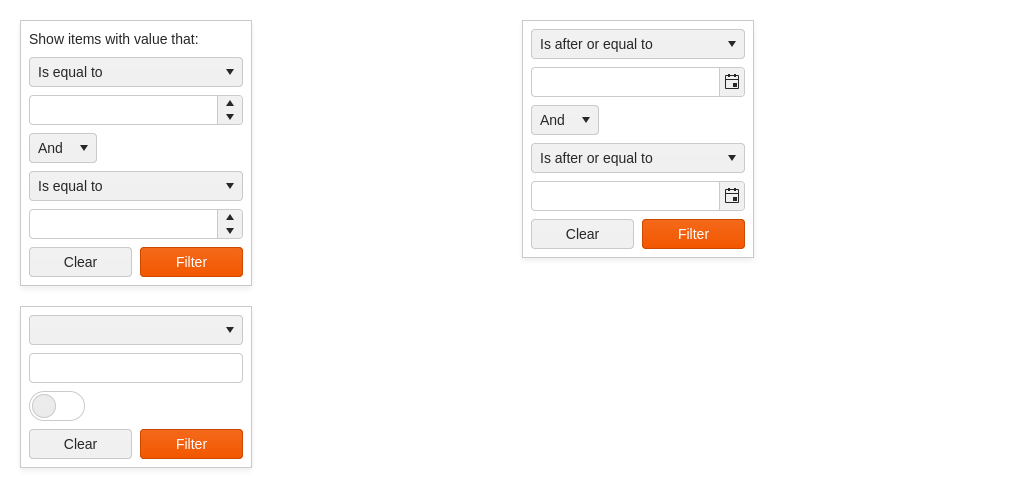 Show items with value that:
Is equal to
And
Is equal to
Clear Filter
Is after or equal to
And
Is after or equal to
Clear Filter
Clear Filter